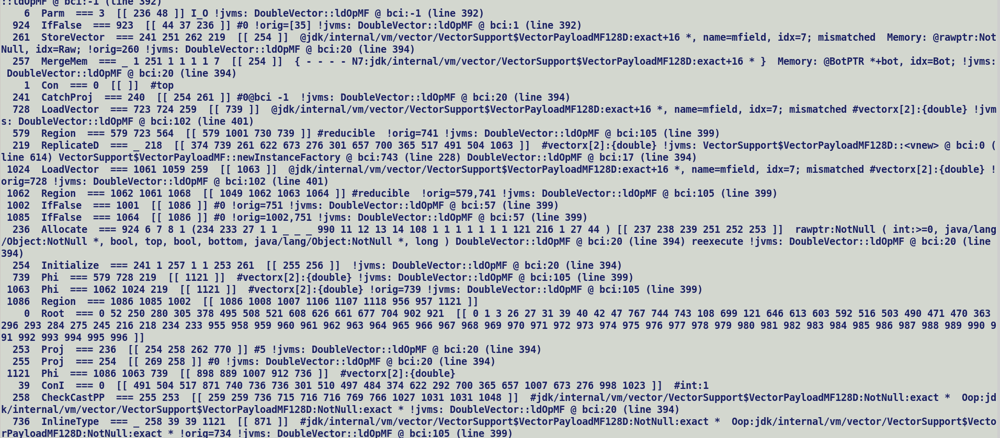 ::ldOpMF @ bci:-1 (line 392)
    6  Parm  === 3  [[ 236 48 ]] I_O !jvms: DoubleVector::ldOpMF @ bci:-1 (line 392)
  924  IfFalse  === 923  [[ 44 37 236 ]] #0 !orig=[35] !jvms: DoubleVector::ldOpMF @ bci:1 (line 392)
  261  StoreVector  === 241 251 262 219  [[ 254 ]]  @jdk/internal/vm/vector/VectorSupport$VectorPayloadMF128D:exact+16 *, name=mfield, idx=7; mismatched  Memory: @rawptr:Not
Null, idx=Raw; !orig=260 !jvms: DoubleVector::ldOpMF @ bci:20 (line 394)
  257  MergeMem  === _ 1 251 1 1 1 1 7  [[ 254 ]]  { - - - - N7:jdk/internal/vm/vector/VectorSupport$VectorPayloadMF128D:exact+16 * }  Memory: @BotPTR *+bot, idx=Bot; !jvms:
 DoubleVector::ldOpMF @ bci:20 (line 394)
    1  Con  === 0  [[ ]]  #top
  241  CatchProj  === 240  [[ 254 261 ]] #0@bci -1  !jvms: DoubleVector::ldOpMF @ bci:20 (line 394)
  728  LoadVector  === 723 724 259  [[ 739 ]]  @jdk/internal/vm/vector/VectorSupport$VectorPayloadMF128D:exact+16 *, name=mfield, idx=7; mismatched #vectorx[2]:{double} !jvm
s: DoubleVector::ldOpMF @ bci:102 (line 401)
  579  Region  === 579 723 564  [[ 579 1001 730 739 ]] #reducible  !orig=741 !jvms: DoubleVector::ldOpMF @ bci:105 (line 399)
  219  ReplicateD  === _ 218  [[ 374 739 261 622 673 276 301 657 700 365 517 491 504 1063 ]]  #vectorx[2]:{double} !jvms: VectorSupport$VectorPayloadMF128D::<vnew> @ bci:0 (
line 614) VectorSupport$VectorPayloadMF::newInstanceFactory @ bci:743 (line 228) DoubleVector::ldOpMF @ bci:17 (line 394)
 1024  LoadVector  === 1061 1059 259  [[ 1063 ]]  @jdk/internal/vm/vector/VectorSupport$VectorPayloadMF128D:exact+16 *, name=mfield, idx=7; mismatched #vectorx[2]:{double} !
orig=728 !jvms: DoubleVector::ldOpMF @ bci:102 (line 401)
 1062  Region  === 1062 1061 1068  [[ 1049 1062 1063 1064 ]] #reducible  !orig=579,741 !jvms: DoubleVector::ldOpMF @ bci:105 (line 399)
 1002  IfFalse  === 1001  [[ 1086 ]] #0 !orig=751 !jvms: DoubleVector::ldOpMF @ bci:57 (line 399)
 1085  IfFalse  === 1064  [[ 1086 ]] #0 !orig=1002,751 !jvms: DoubleVector::ldOpMF @ bci:57 (line 399)
  236  Allocate  === 924 6 7 8 1 (234 233 27 1 1 _ _ _ 990 11 12 13 14 108 1 1 1 1 1 1 1 121 216 1 27 44 ) [[ 237 238 239 251 252 253 ]]  rawptr:NotNull ( int:>=0, java/lang
/Object:NotNull *, bool, top, bool, bottom, java/lang/Object:NotNull *, long ) DoubleVector::ldOpMF @ bci:20 (line 394) reexecute !jvms: DoubleVector::ldOpMF @ bci:20 (line
394)
  254  Initialize  === 241 1 257 1 1 253 261  [[ 255 256 ]]  !jvms: DoubleVector::ldOpMF @ bci:20 (line 394)
  739  Phi  === 579 728 219  [[ 1121 ]]  #vectorx[2]:{double} !jvms: DoubleVector::ldOpMF @ bci:105 (line 399)
 1063  Phi  === 1062 1024 219  [[ 1121 ]]  #vectorx[2]:{double} !orig=739 !jvms: DoubleVector::ldOpMF @ bci:105 (line 399)
 1086  Region  === 1086 1085 1002  [[ 1086 1008 1007 1106 1107 1118 956 957 1121 ]]
    0  Root  === 0 52 250 280 305 378 495 508 521 608 626 661 677 704 902 921  [[ 0 1 3 26 27 31 39 40 42 47 767 744 743 108 699 121 646 613 603 592 516 503 490 471 470 363
296 293 284 275 245 216 218 234 233 955 958 959 960 961 962 963 964 965 966 967 968 969 970 971 972 973 974 975 976 977 978 979 980 981 982 983 984 985 986 987 988 989 990 9
91 992 993 994 995 996 ]]
  253  Proj  === 236  [[ 254 258 262 770 ]] #5 !jvms: DoubleVector::ldOpMF @ bci:20 (line 394)
  255  Proj  === 254  [[ 269 258 ]] #0 !jvms: DoubleVector::ldOpMF @ bci:20 (line 394)
 1121  Phi  === 1086 1063 739  [[ 898 889 1007 912 736 ]]  #vectorx[2]:{double}
   39  ConI  === 0  [[ 491 504 517 871 740 736 736 301 510 497 484 374 622 292 700 365 657 1007 673 276 998 1023 ]]  #int:1
  258  CheckCastPP  === 255 253  [[ 259 259 736 715 716 716 769 766 1027 1031 1031 1048 ]]  #jdk/internal/vm/vector/VectorSupport$VectorPayloadMF128D:NotNull:exact *  Oop:jd
k/internal/vm/vector/VectorSupport$VectorPayloadMF128D:NotNull:exact * !jvms: DoubleVector::ldOpMF @ bci:20 (line 394)
  736  InlineType  === _ 258 39 39 1121  [[ 871 ]]  #jdk/internal/vm/vector/VectorSupport$VectorPayloadMF128D:NotNull:exact *  Oop:jdk/internal/vm/vector/VectorSupport$Vecto
rPayloadMF128D:NotNull:exact * !orig=734 !jvms: DoubleVector::ldOpMF @ bci:105 (line 399)